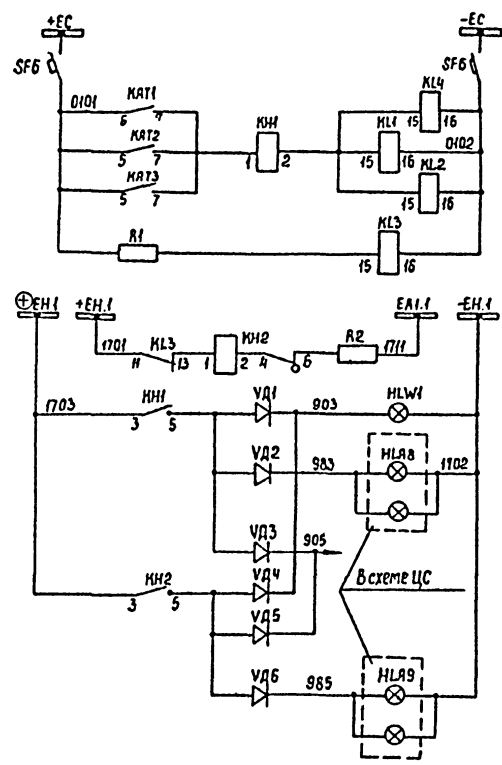 +ЕС -ЕС
SF6 SF6
0101 КАТ1 КН1 KL4
6 7 15 16
КАТ2 KL1 0102
5 7 1 2 15 16
КАТ3 KL2
5 7 15 16
R1 KL3
15 16
⊕ЕН.1 +ЕН.1 ЕА1.1 -ЕН.1
1701 KL3 КН2 R2 1711
11 13 1 2 4 6
1703 КН1 VД1 903 HLW1
3 5
VД2 983 HLA8 1702
VД3 905
КН2 VД4 В схеме ЦС
3 5
VД5
VД6 985 HLA9